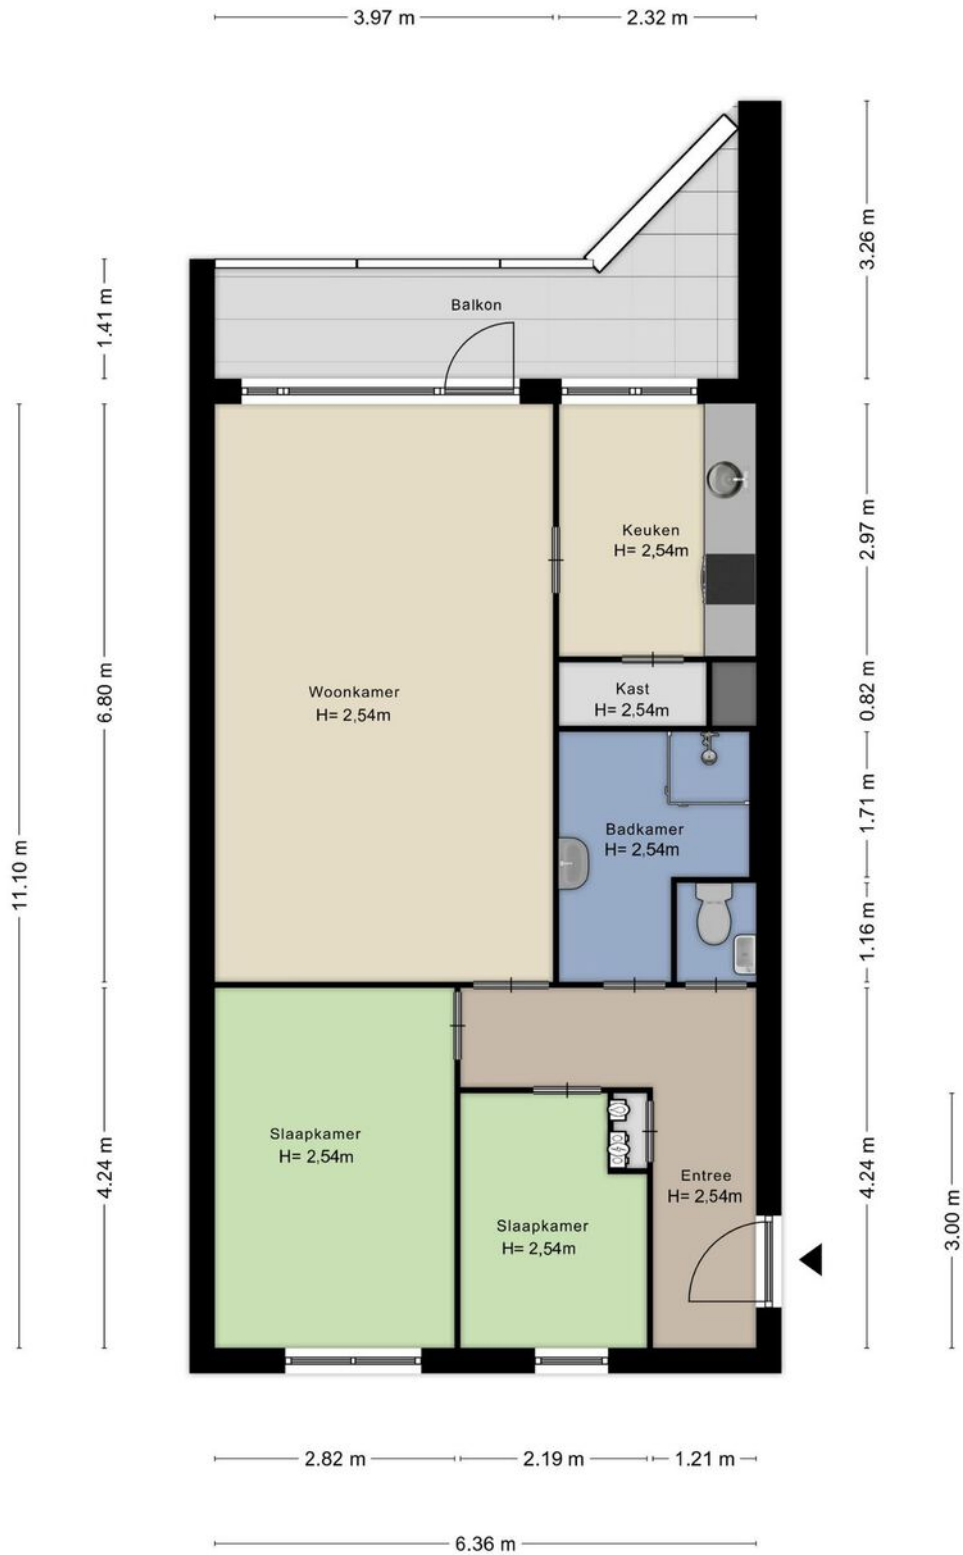 3.97 m
2.32 m
3.26 m
1.41 m
Balkon
2.97 m
Keuken
H= 2,54m
6.80 m
Woonkamer
H= 2,54m
Kast
H= 2,54m
0.82 m
1.71 m
Badkamer
H= 2,54m
11.10 m
1.16 m
Slaapkamer
H= 2,54m
4.24 m
Entree
H= 2,54m
4.24 m
Slaapkamer
H= 2,54m
3.00 m
2.82 m
2.19 m
1.21 m
6.36 m